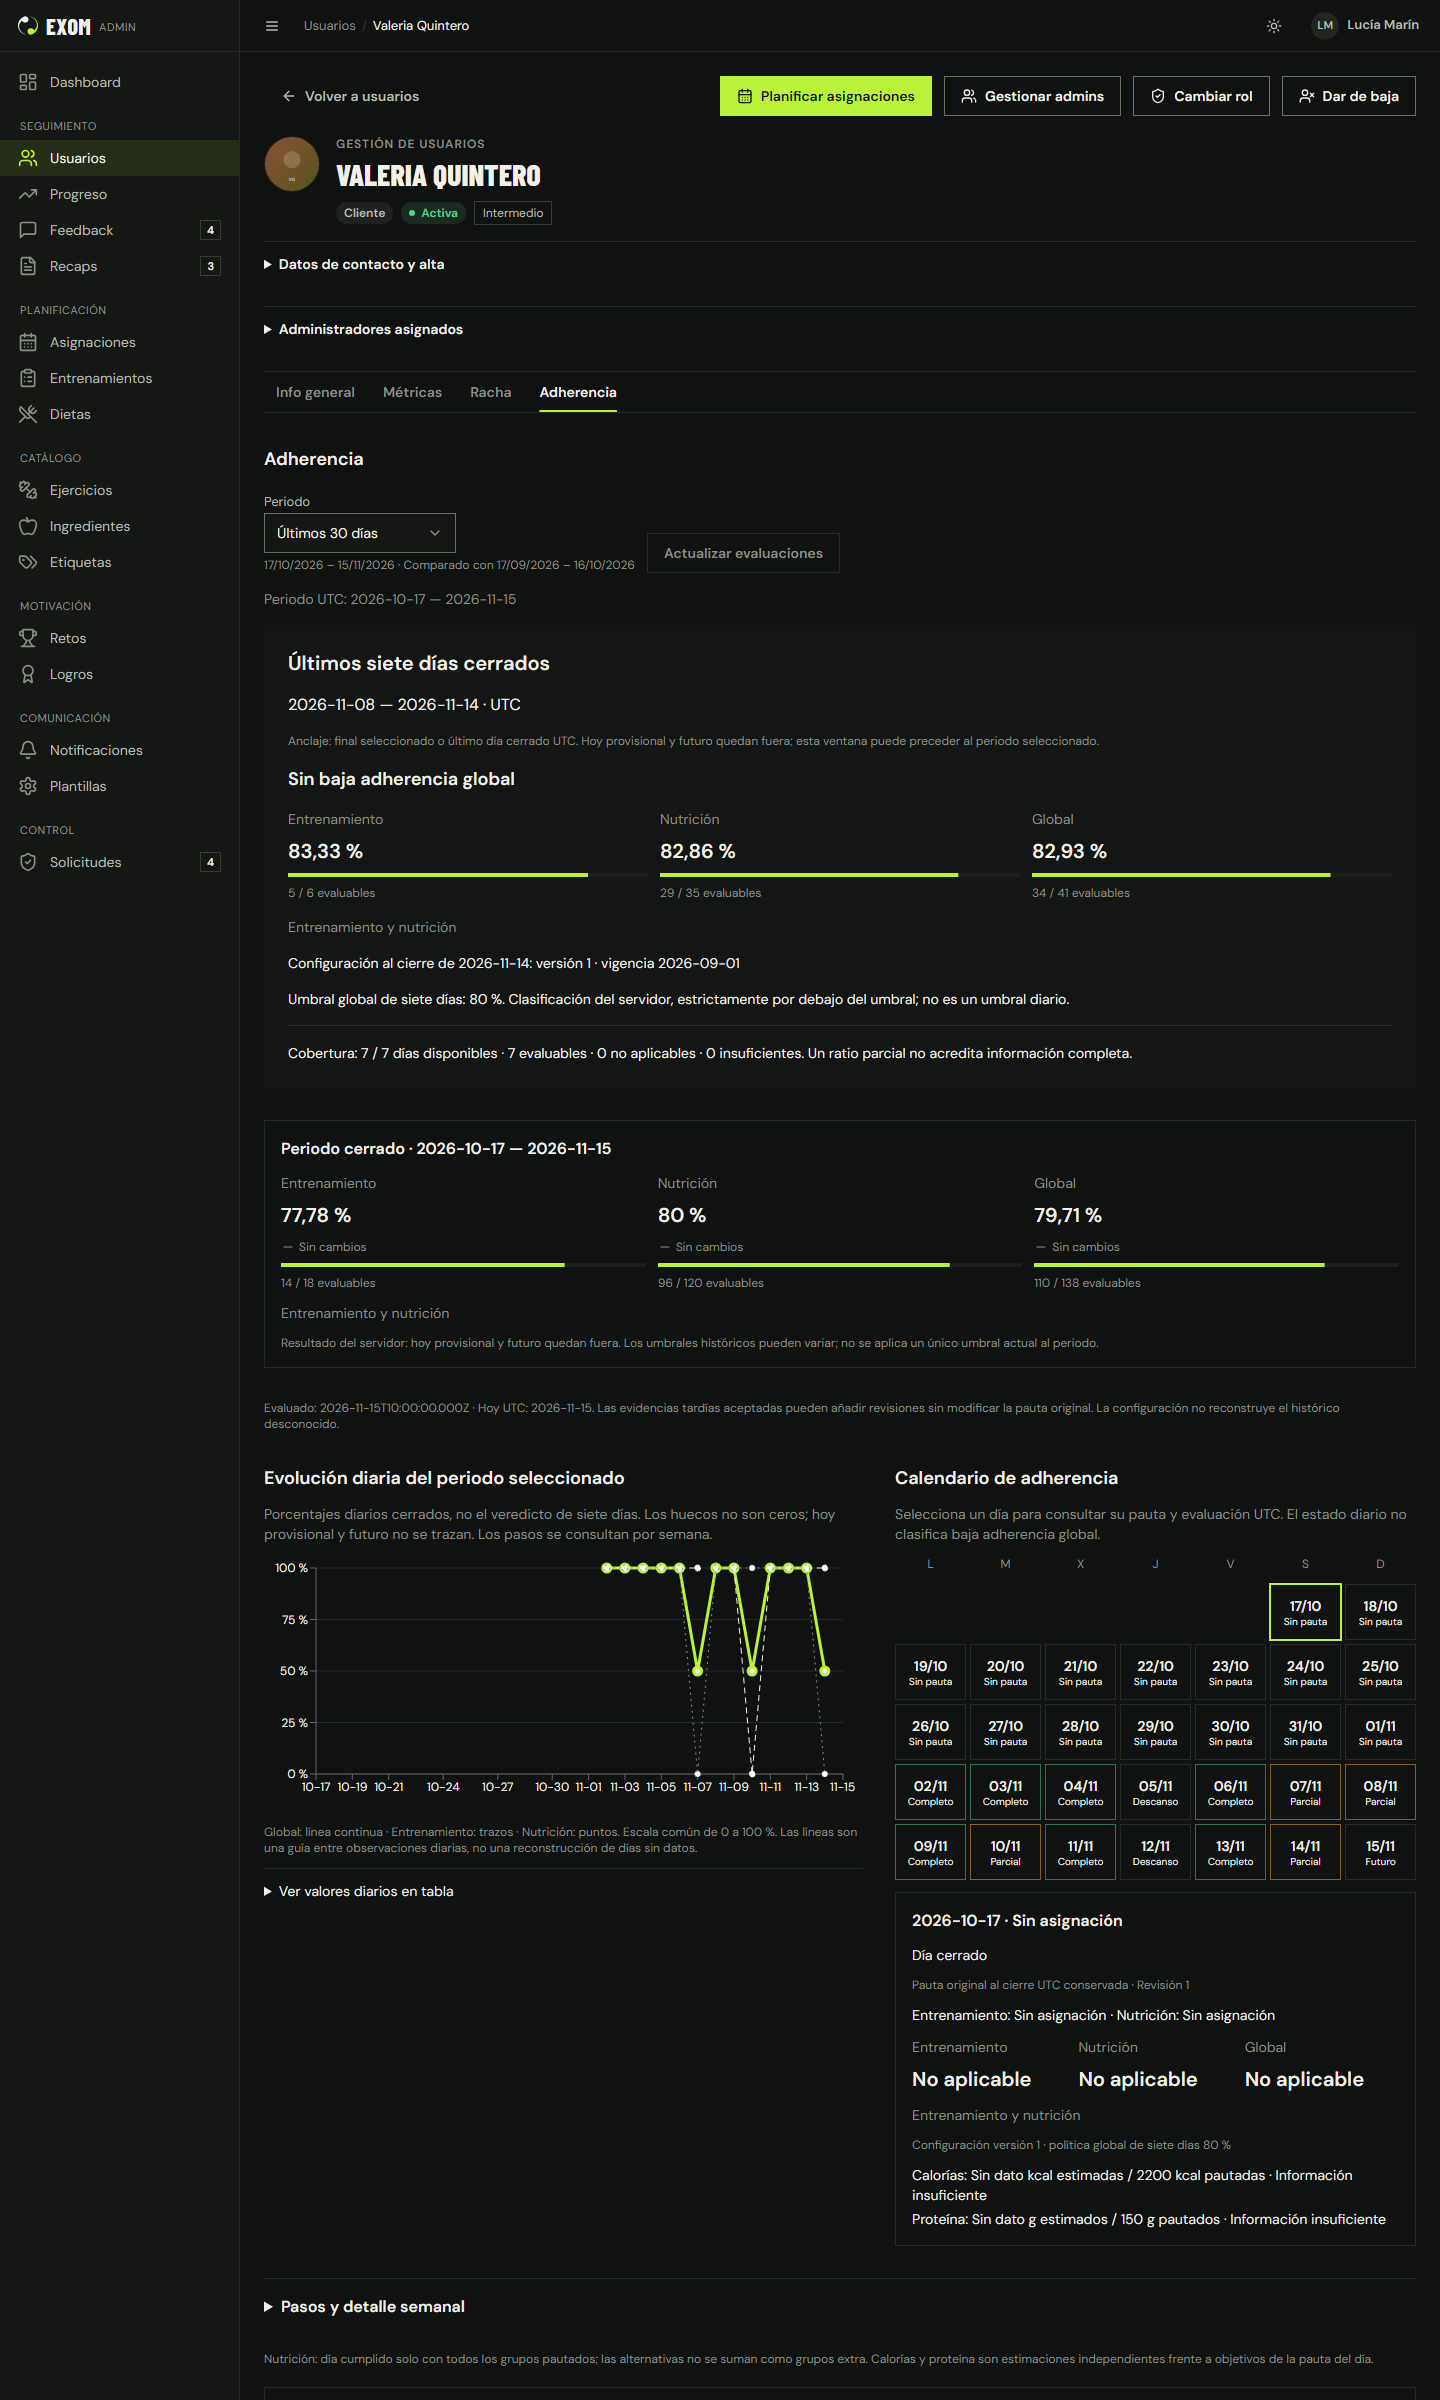 EXOM ADMIN
Usuarios / Valeria Quintero
LM Lucía Marín
Dashboard
SEGUIMIENTO
Usuarios
Progreso
Feedback 4
Recaps 3
PLANIFICACIÓN
Asignaciones
Entrenamientos
Dietas
CATÁLOGO
Ejercicios
Ingredientes
Etiquetas
MOTIVACIÓN
Retos
Logros
COMUNICACIÓN
Notificaciones
Plantillas
CONTROL
Solicitudes 4
Volver a usuarios
Planificar asignaciones
Gestionar admins
Cambiar rol
Dar de baja
VQ
GESTIÓN DE USUARIOS
VALERIA QUINTERO
Cliente Activa Intermedio
Datos de contacto y alta
Administradores asignados
Info general Métricas Racha Adherencia
Adherencia
Periodo
Últimos 30 días
17/10/2026 – 15/11/2026 · Comparado con 17/09/2026 – 16/10/2026
Actualizar evaluaciones
Periodo UTC: 2026-10-17 — 2026-11-15
Últimos siete días cerrados
2026-11-08 — 2026-11-14 · UTC
Anclaje: final seleccionado o último día cerrado UTC. Hoy provisional y futuro quedan fuera; esta ventana puede preceder al periodo seleccionado.
Sin baja adherencia global
Entrenamiento Nutrición Global
83,33 % 82,86 % 82,93 %
5 / 6 evaluables 29 / 35 evaluables 34 / 41 evaluables
Entrenamiento y nutrición
Configuración al cierre de 2026-11-14: versión 1 · vigencia 2026-09-01
Umbral global de siete días: 80 %. Clasificación del servidor, estrictamente por debajo del umbral; no es un umbral diario.
Cobertura: 7 / 7 días disponibles · 7 evaluables · 0 no aplicables · 0 insuficientes. Un ratio parcial no acredita información completa.
Periodo cerrado · 2026-10-17 — 2026-11-15
Entrenamiento Nutrición Global
77,78 % 80 % 79,71 %
— Sin cambios — Sin cambios — Sin cambios
14 / 18 evaluables 96 / 120 evaluables 110 / 138 evaluables
Entrenamiento y nutrición
Resultado del servidor: hoy provisional y futuro quedan fuera. Los umbrales históricos pueden variar; no se aplica un único umbral actual al periodo.
Evaluado: 2026-11-15T10:00:00.000Z · Hoy UTC: 2026-11-15. Las evidencias tardías aceptadas pueden añadir revisiones sin modificar la pauta original. La configuración no reconstruye el histórico
desconocido.
Evolución diaria del periodo seleccionado
Porcentajes diarios cerrados, no el veredicto de siete días. Los huecos no son ceros; hoy
provisional y futuro no se trazan. Los pasos se consultan por semana.
100 %
75 %
50 %
25 %
0 %
10-17 10-19 10-21 10-24 10-27 10-30 11-01 11-03 11-05 11-07 11-09 11-11 11-13 11-15
Global: línea continua · Entrenamiento: trazos · Nutrición: puntos. Escala común de 0 a 100 %. Las líneas son
una guía entre observaciones diarias, no una reconstrucción de días sin datos.
Ver valores diarios en tabla
Calendario de adherencia
Selecciona un día para consultar su pauta y evaluación UTC. El estado diario no
clasifica baja adherencia global.
L M X J V S D
17/10 18/10
Sin pauta Sin pauta
19/10 20/10 21/10 22/10 23/10 24/10 25/10
Sin pauta Sin pauta Sin pauta Sin pauta Sin pauta Sin pauta Sin pauta
26/10 27/10 28/10 29/10 30/10 31/10 01/11
Sin pauta Sin pauta Sin pauta Sin pauta Sin pauta Sin pauta Sin pauta
02/11 03/11 04/11 05/11 06/11 07/11 08/11
Completo Completo Completo Descanso Completo Parcial Parcial
09/11 10/11 11/11 12/11 13/11 14/11 15/11
Completo Parcial Completo Descanso Completo Parcial Futuro
2026-10-17 · Sin asignación
Día cerrado
Pauta original al cierre UTC conservada · Revisión 1
Entrenamiento: Sin asignación · Nutrición: Sin asignación
Entrenamiento Nutrición Global
No aplicable No aplicable No aplicable
Entrenamiento y nutrición
Configuración versión 1 · política global de siete días 80 %
Calorías: Sin dato kcal estimadas / 2200 kcal pautadas · Información
insuficiente
Proteína: Sin dato g estimados / 150 g pautados · Información insuficiente
Pasos y detalle semanal
Nutrición: día cumplido solo con todos los grupos pautados; las alternativas no se suman como grupos extra. Calorías y proteína son estimaciones independientes frente a objetivos de la pauta del día.